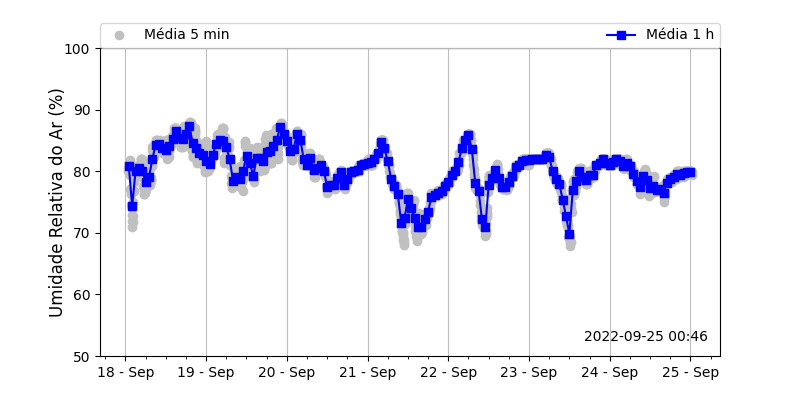 Média 5 min
Média 1 h
100
90
80
70
60
50
Umidade Relativa do Ar (%)
2022-09-25 00:46
18 - Sep
19 - Sep
20 - Sep
21 - Sep
22 - Sep
23 - Sep
24 - Sep
25 - Sep